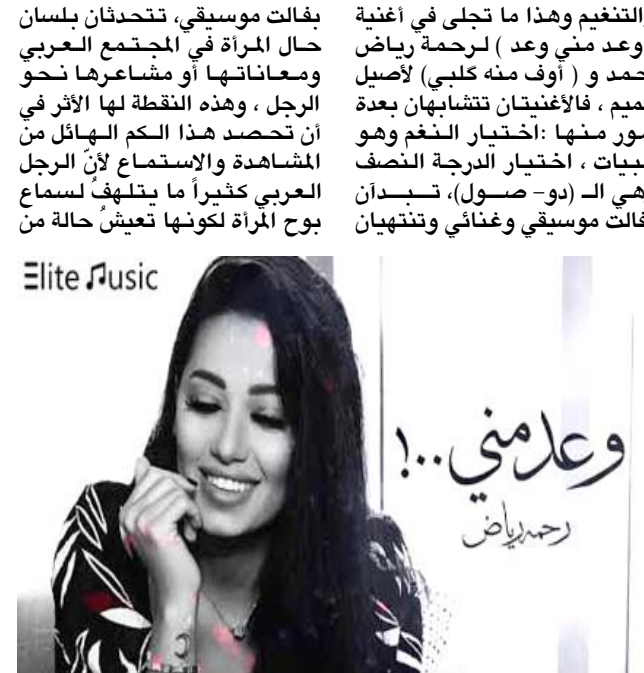 التنغيم وهذا ما تجلى في أغنية
وعد مني وعد ) لرحمة رياض
حمد و ( أوف منه گلبي) لأصيل
ميم ، فالأغنيتان تتشابهان بعدة
مور منها :اختيار النغم وهو
بيات ، اختيار الدرجة النصف
هي الـ (دو- صول)، تبدآن
فالت موسيقي وغنائي وتنتهيان
بفالت موسيقي، تتحدثان بلسان
حال المرأة في المجتمع العربي
ومعاناتها أو مشاعرها نحو
الرجل ، وهذه النقطة لها الأثر في
أن تحصد هذا الكم الهائل من
المشاهدة والاستماع لأنّ الرجل
العربي كثيراً ما يتلهفُ لسماع
بوح المرأة لكونها تعيشُ حالة من
Elite Music
وعد مني..!
رحمه رياض